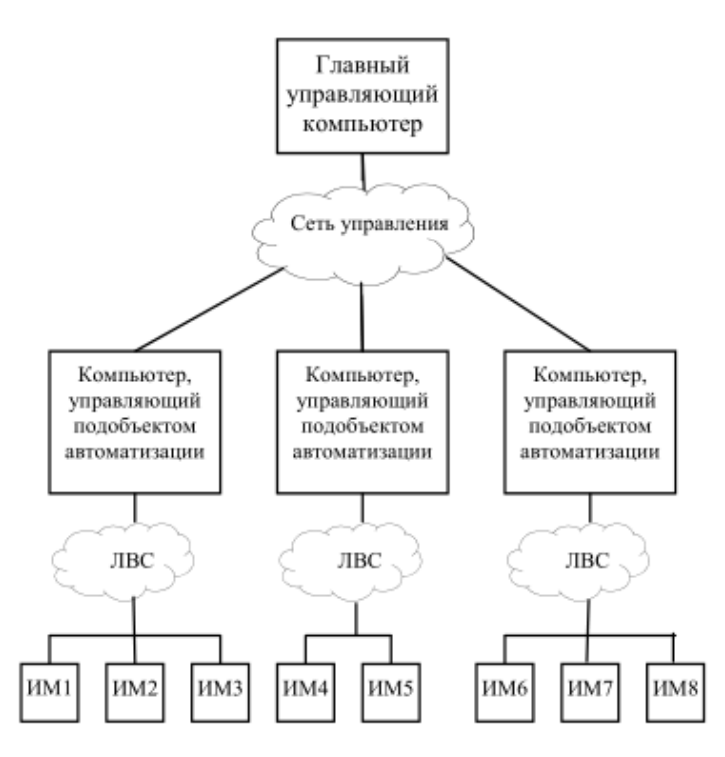 Главный
управляющий
компьютер
Сеть управления
Компьютер,
управляющий
подобъектом
автоматизации
Компьютер,
управляющий
подобъектом
автоматизации
Компьютер,
управляющий
подобъектом
автоматизации
ЛВС
ЛВС
ЛВС
ИМ1
ИМ2
ИМ3
ИМ4
ИМ5
ИМ6
ИМ7
ИМ8